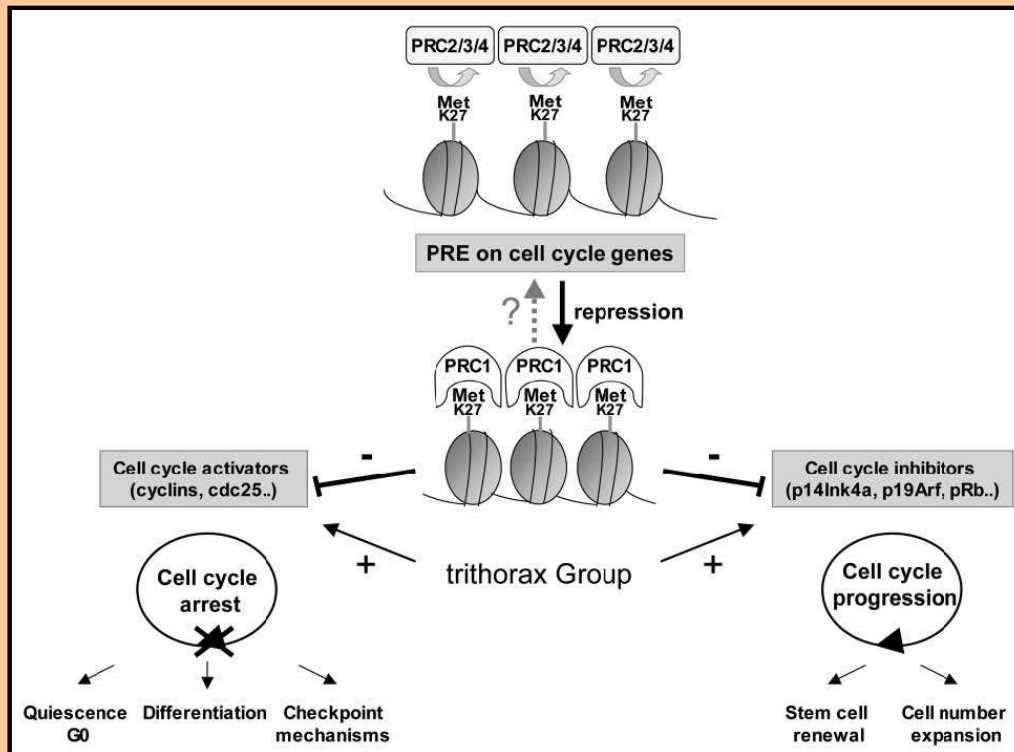 PRC2/3/4 PRC2/3/4 PRC2/3/4
Met Met Met
K27 K27 K27
PRE on cell cycle genes
? repression
PRC1 PRC1 PRC1
Met Met Met
K27 K27 K27
- -
Cell cycle activators
(cyclins, cdc25..)
Cell cycle inhibitors
(p14Ink4a, p19Arf, pRb..)
+ trithorax Group +
Cell cycle
arrest
Cell cycle
progression
Quiescence
G0
Differentiation
Checkpoint
mechanisms
Stem cell
renewal
Cell number
expansion